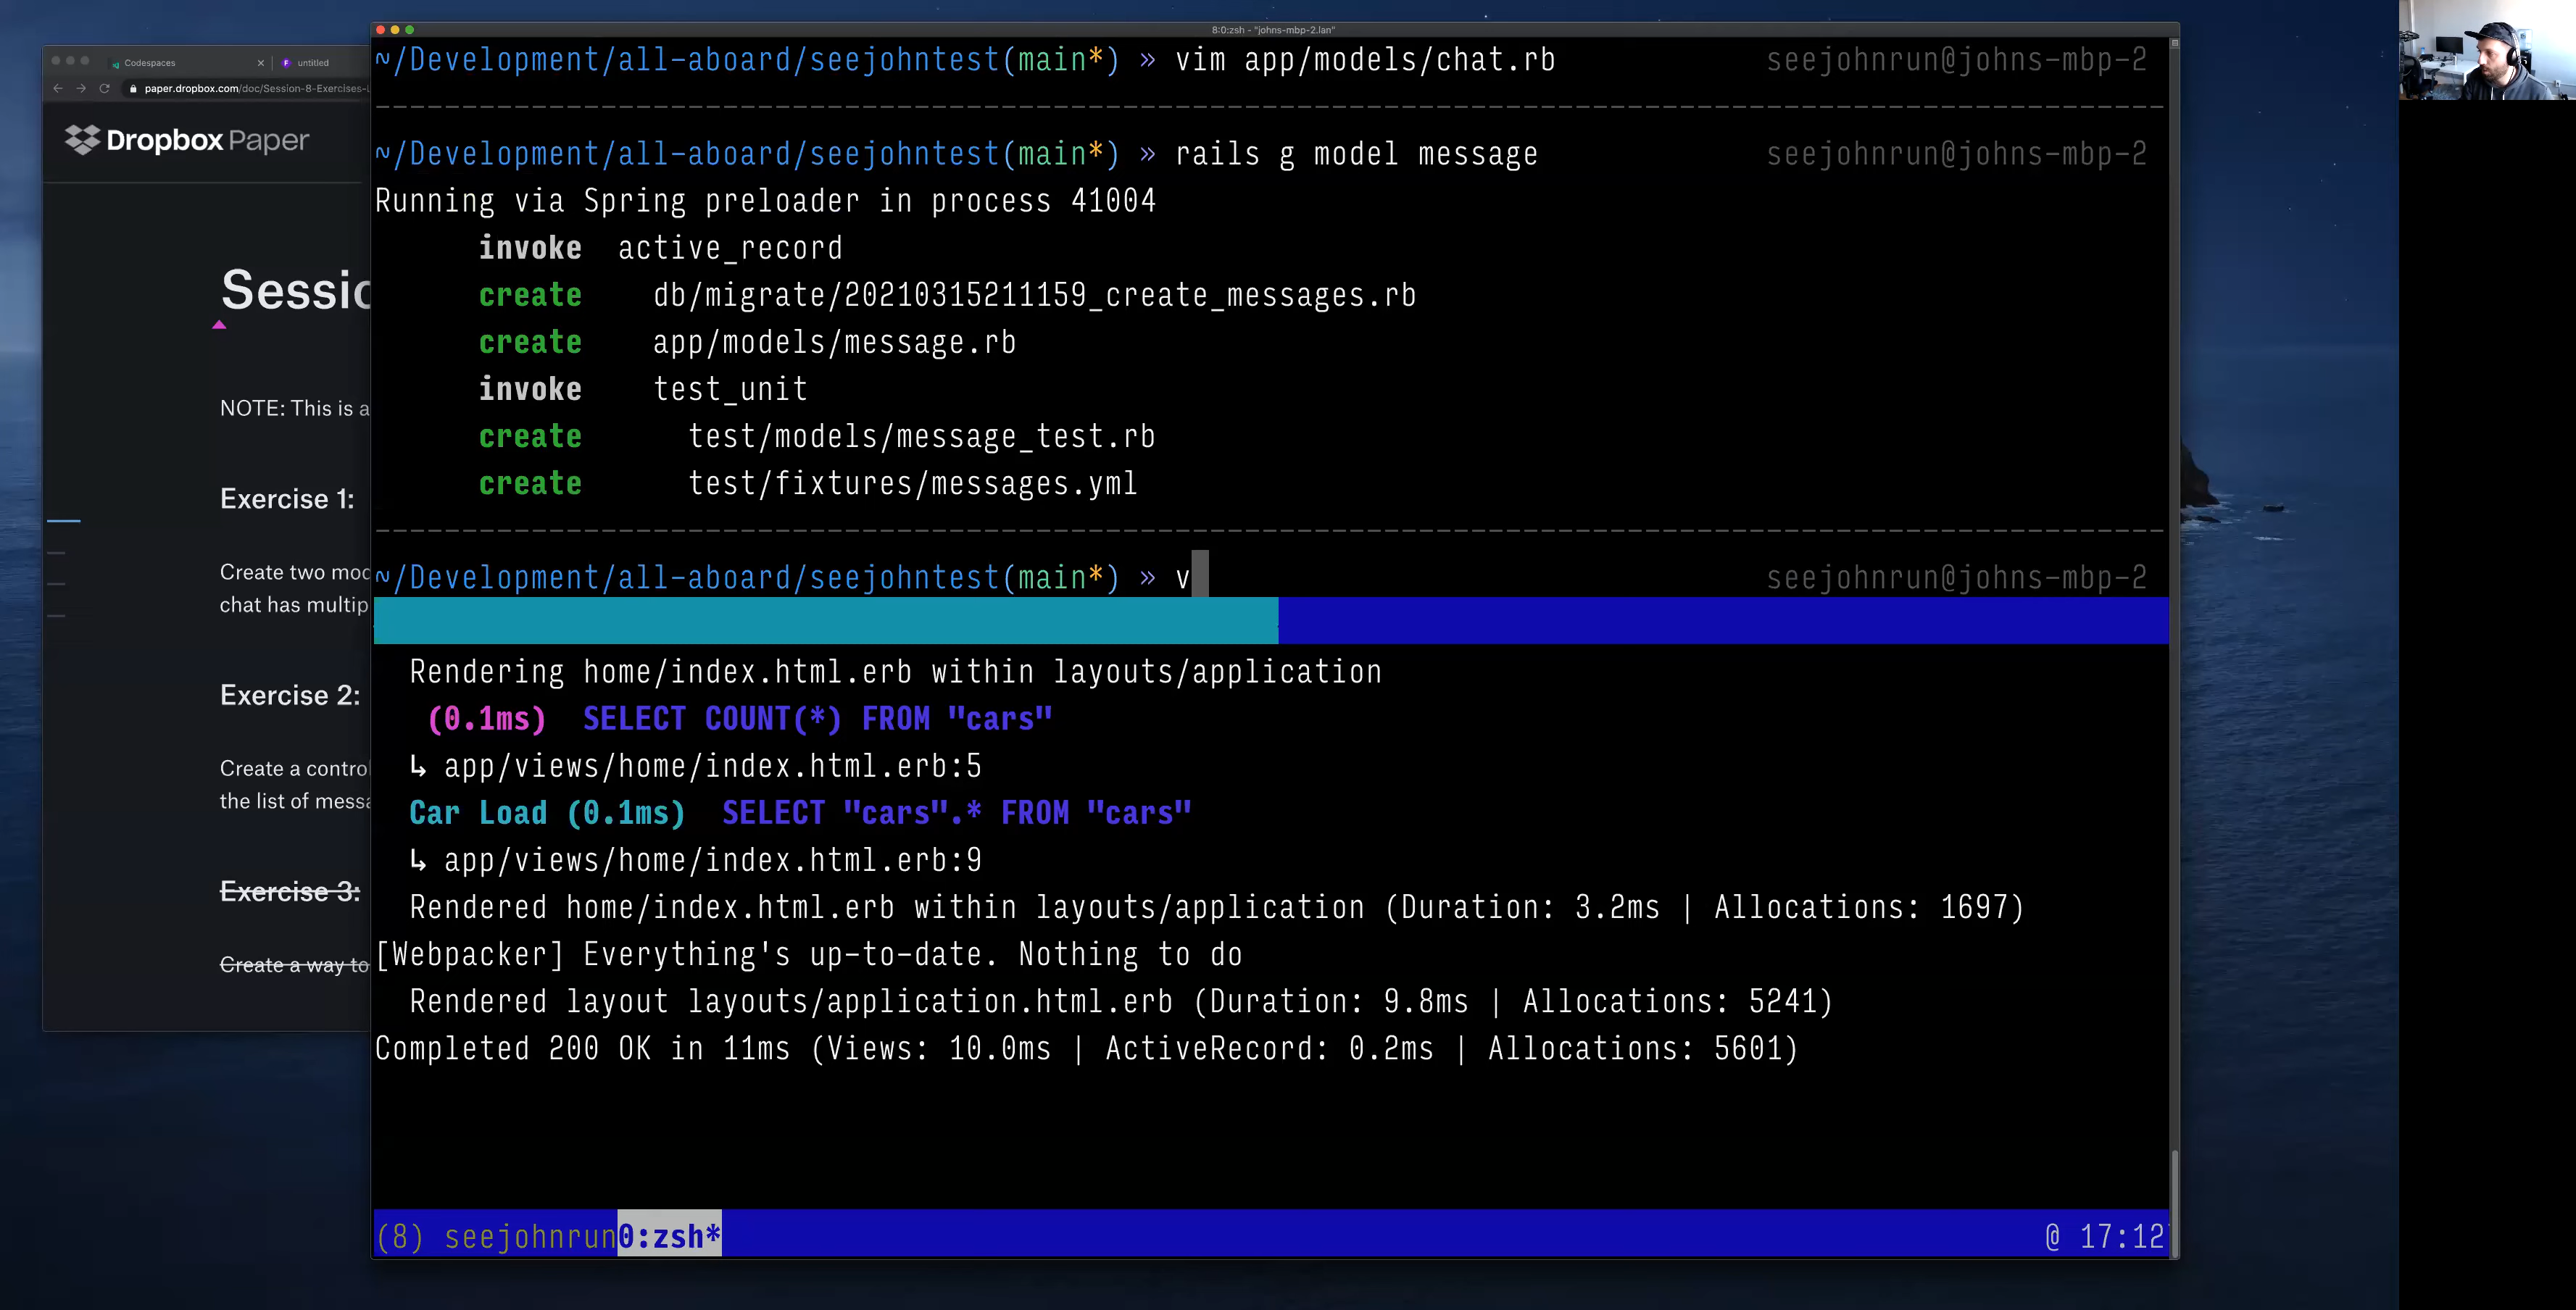 8:0:zsh - "johns-mbp-2.lan"
Codespaces
untitled
paper.dropbox.com/doc/Session-8-Exercises-
Dropbox Paper
Sessio
NOTE: This is a
Exercise 1:
Create two mod
chat has multip
Exercise 2:
Create a contro
the list of messa
Exercise 3:
Create a way to
~/Development/all-aboard/seejohntest(main*) » vim app/models/chat.rb seejohnrun@johns-mbp-2
~/Development/all-aboard/seejohntest(main*) » rails g model message seejohnrun@johns-mbp-2
Running via Spring preloader in process 41004
invoke active_record
create db/migrate/20210315211159_create_messages.rb
create app/models/message.rb
invoke test_unit
create test/models/message_test.rb
create test/fixtures/messages.yml
~/Development/all-aboard/seejohntest(main*) » v seejohnrun@johns-mbp-2
Rendering home/index.html.erb within layouts/application
(0.1ms) SELECT COUNT(*) FROM "cars"
↳ app/views/home/index.html.erb:5
Car Load (0.1ms) SELECT "cars".* FROM "cars"
↳ app/views/home/index.html.erb:9
Rendered home/index.html.erb within layouts/application (Duration: 3.2ms | Allocations: 1697)
[Webpacker] Everything's up-to-date. Nothing to do
Rendered layout layouts/application.html.erb (Duration: 9.8ms | Allocations: 5241)
Completed 200 OK in 11ms (Views: 10.0ms | ActiveRecord: 0.2ms | Allocations: 5601)
(8) seejohnrun0:zsh* @ 17:12